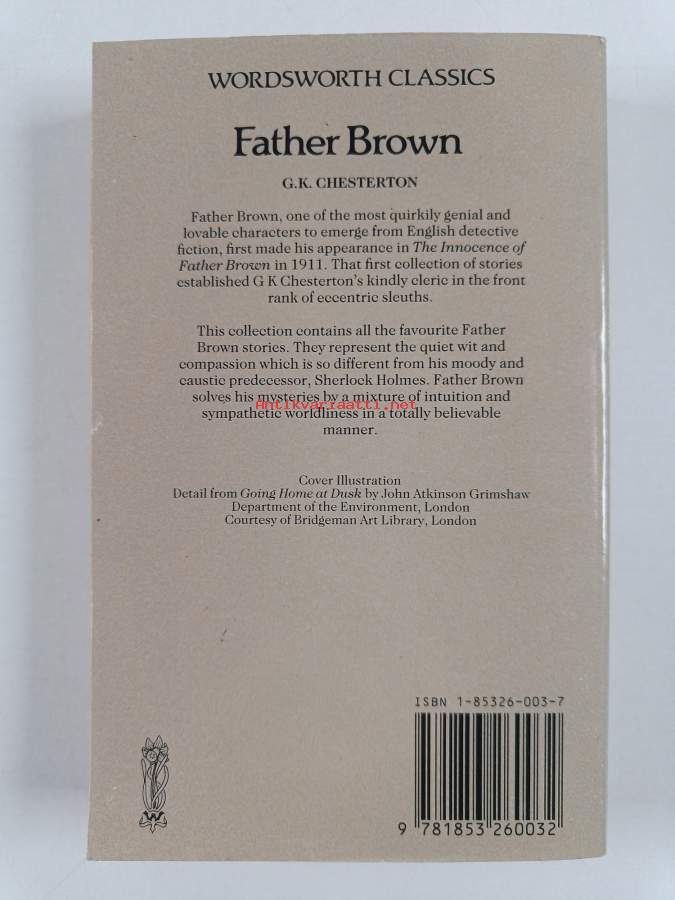 WORDSWORTH CLASSICS
Father Brown
G.K. CHESTERTON
Father Brown, one of the most quirkily genial and
lovable characters to emerge from English detective
fiction, first made his appearance in The Innocence of
Father Brown in 1911. That first collection of stories
established G K Chesterton's kindly cleric in the front
rank of eccentric sleuths.
This collection contains all the favourite Father
Brown stories. They represent the quiet wit and
compassion which is so different from his moody and
caustic predecessor, Sherlock Holmes. Father Brown
solves his mysteries by a mixture of intuition and
Antikvariaatti.net
sympathetic worldliness in a totally believable
manner.
Cover Illustration
Detail from Going Home at Dusk by John Atkinson Grimshaw
Department of the Environment, London
Courtesy of Bridgeman Art Library, London
ISBN 1-85326-003-7
9 781853 260032
W